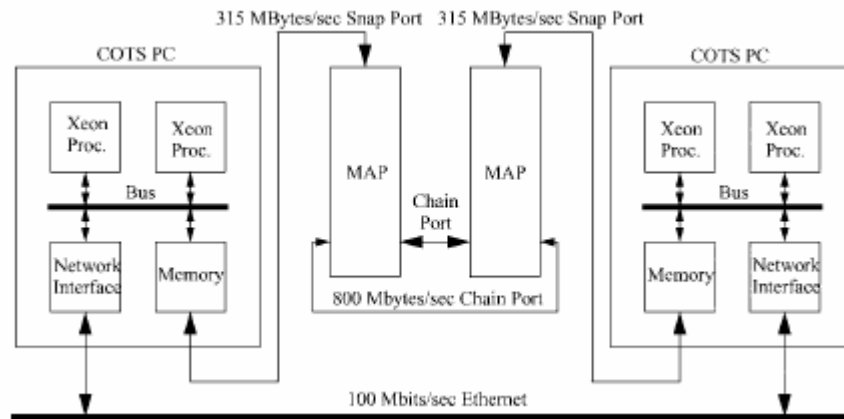 315 MBytes/sec Snap Port
315 MBytes/sec Snap Port
COTS PC
COTS PC
Xeon
Proc.
Xeon
Proc.
Bus
Network
Interface
Memory
MAP
MAP
Chain
Port
800 Mbytes/sec Chain Port
Xeon
Proc.
Xeon
Proc.
Bus
Memory
Network
Interface
100 Mbits/sec Ethernet